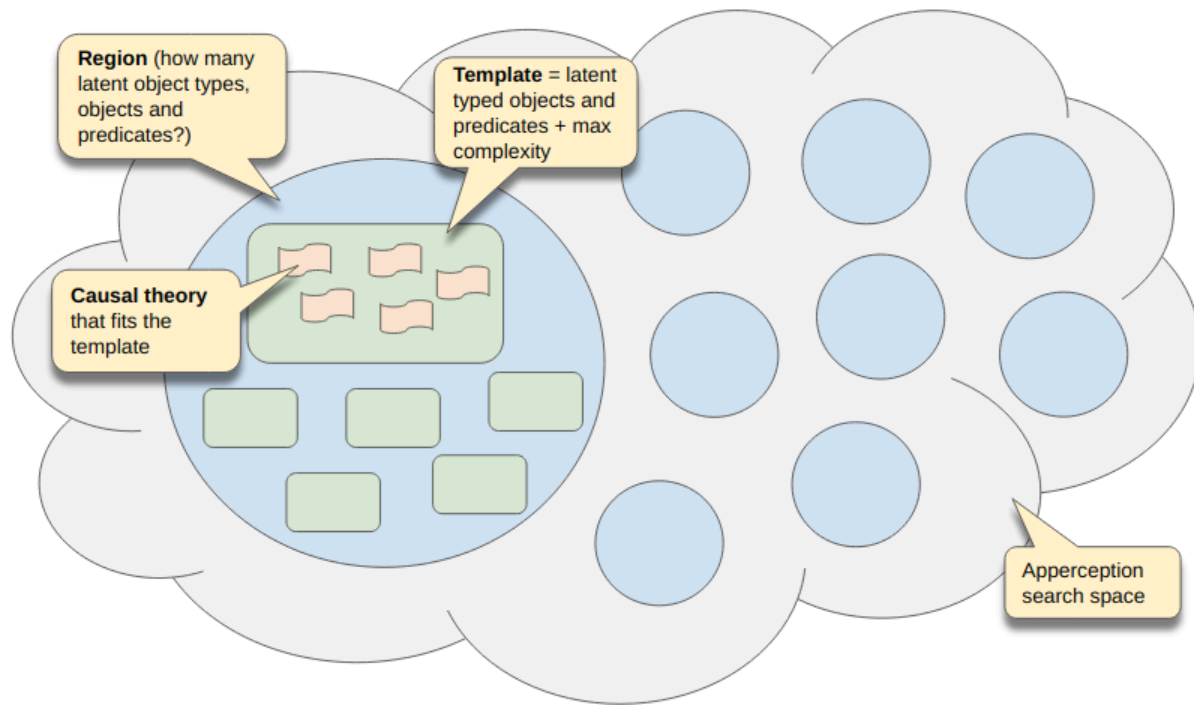 Region (how many
latent object types,
objects and
predicates?)
Template = latent
typed objects and
predicates + max
complexity
Causal theory
that fits the
template
Apperception
search space